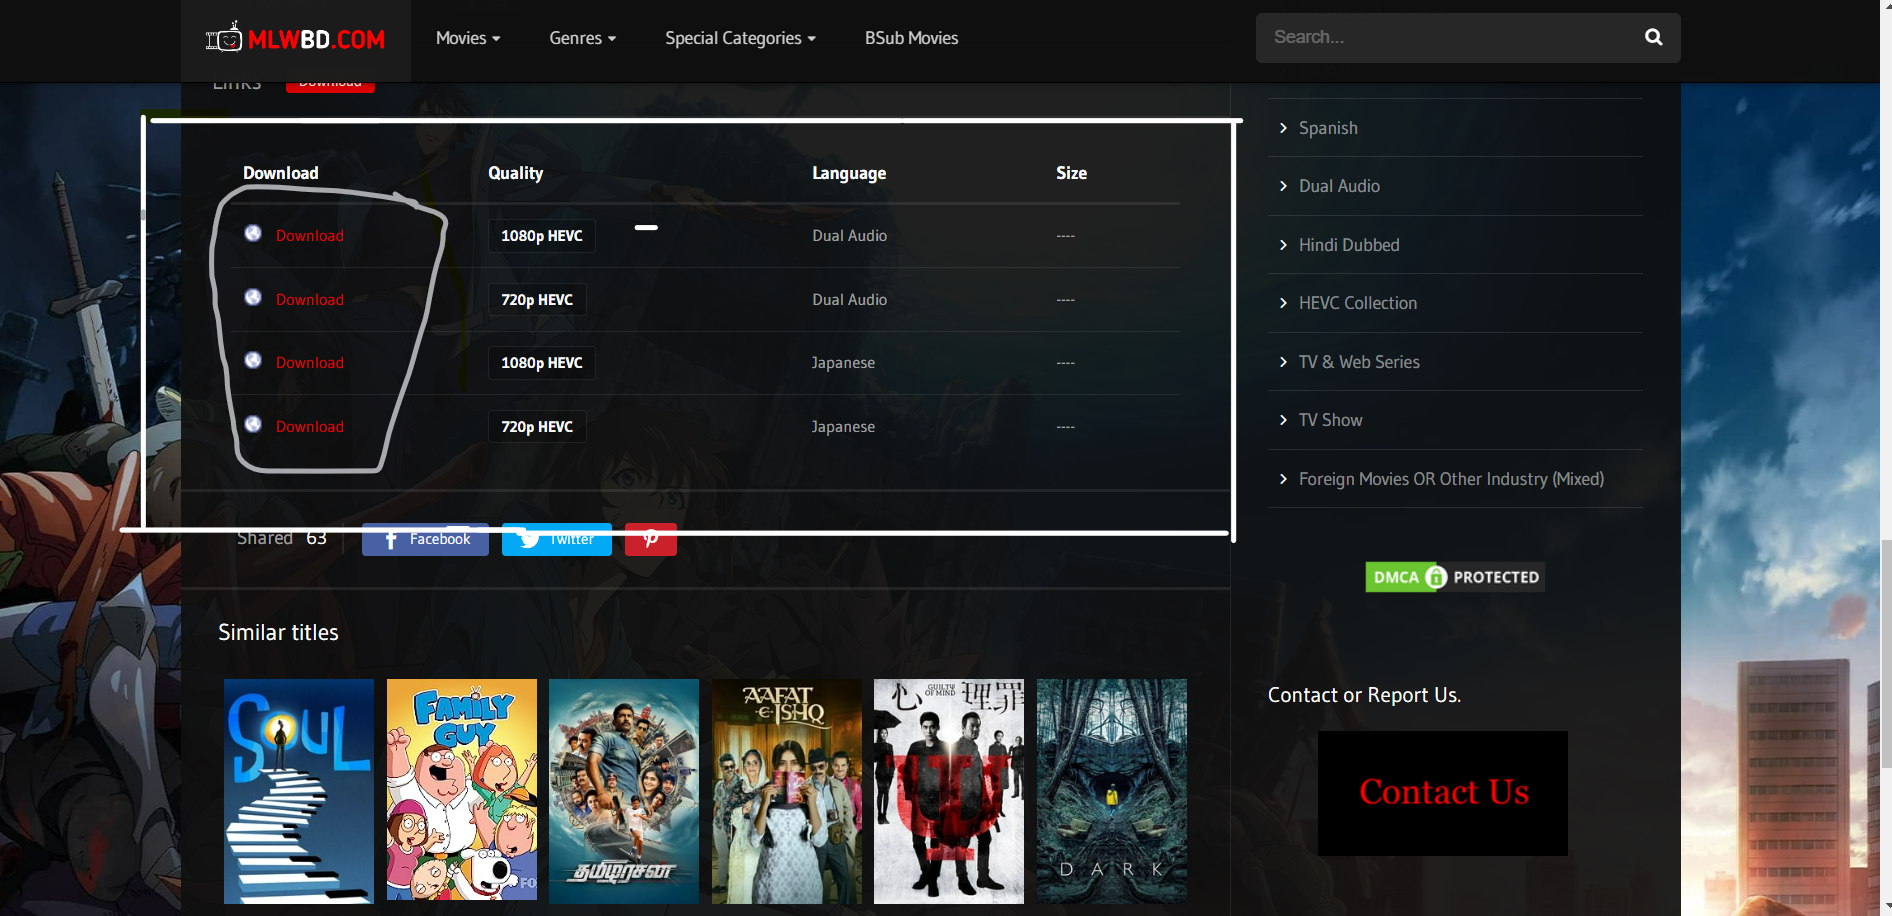 MLWBD.COM
Movies
Genres
Special Categories
BSub Movies
Search...
Links
Download
Download Quality Language Size
Download 1080p HEVC Dual Audio ----
Download 720p HEVC Dual Audio ----
Download 1080p HEVC Japanese ----
Download 720p HEVC Japanese ----
Shared 63
Facebook
Twitter
Similar titles
SOUL
FAMILY
GUY
FOX
தமிழரசன்
AAFAT
E-ISHQ
GUILTY
OF MIND
心理罪
DARK
Spanish
Dual Audio
Hindi Dubbed
HEVC Collection
TV & Web Series
TV Show
Foreign Movies OR Other Industry (Mixed)
DMCA PROTECTED
Contact or Report Us.
Contact Us